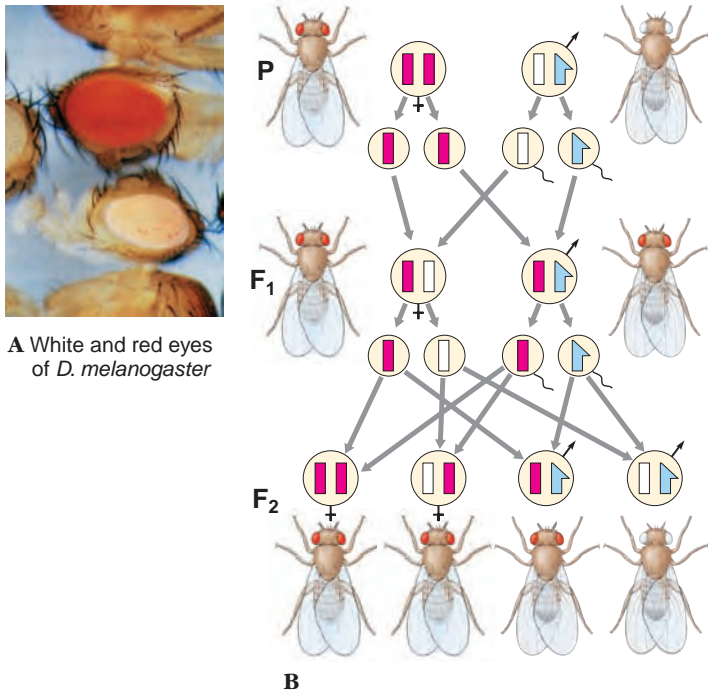 P
F1
F2
A White and red eyes
of D. melanogaster
B